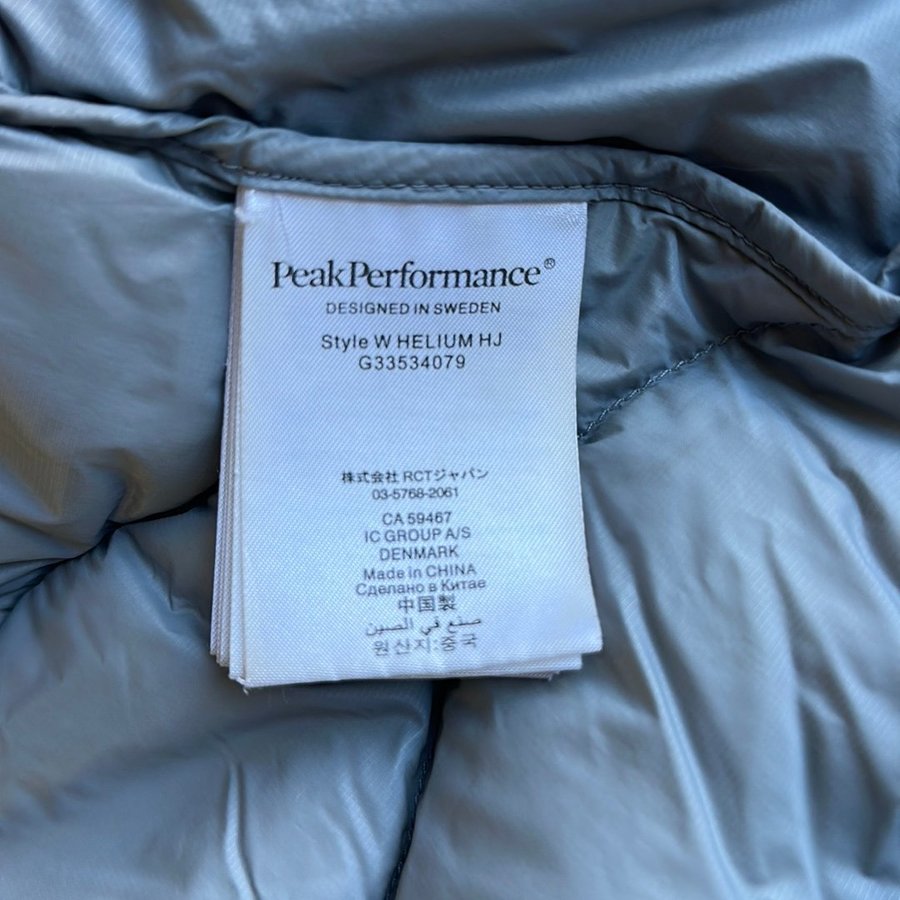 Peak Performance®
DESIGNED IN SWEDEN
Style W HELIUM HJ
G33534079
株式会社 RCTジャパン
03-5768-2061
CA 59467
IC GROUP A/S
DENMARK
Made in CHINA
Сделано в Китае
中国製
صنع في الصين
원산지:중국